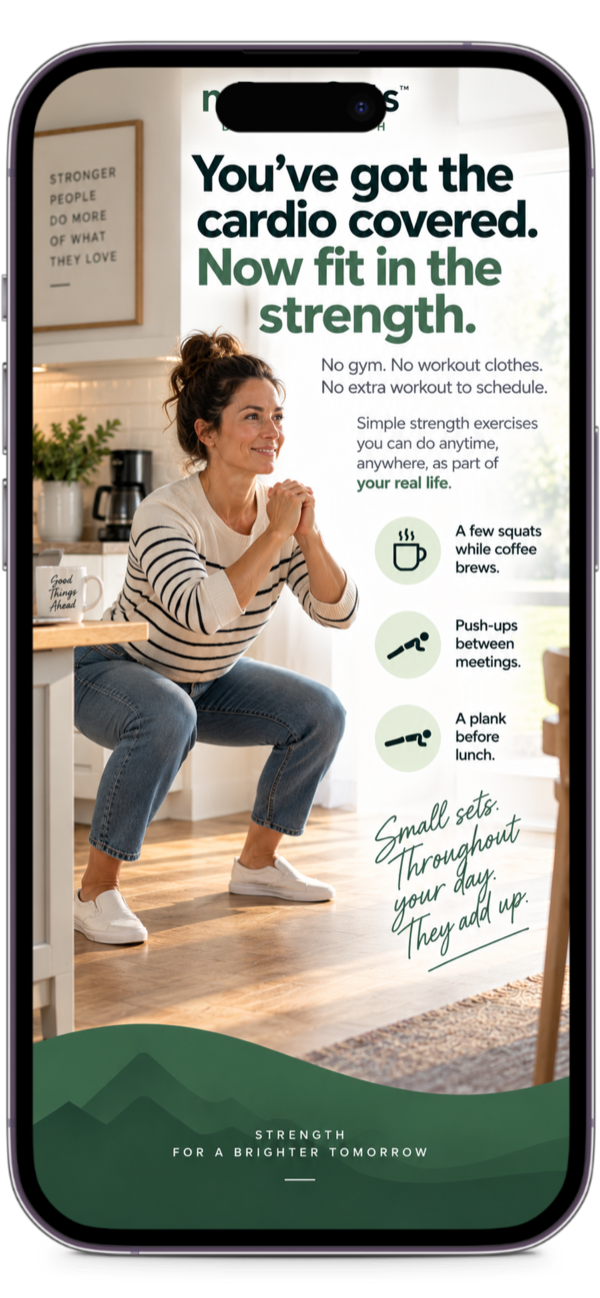 STRONGER
PEOPLE
DO MORE
OF WHAT
THEY LOVE
You’ve got the
cardio covered.
Now fit in the
strength.
No gym. No workout clothes.
No extra workout to schedule.
Simple strength exercises
you can do anytime,
anywhere, as part of
your real life.
A few squats
while coffee
brews.
Push-ups
between
meetings.
A plank
before
lunch.
Good
Things
Ahead
Small sets.
Throughout
your day.
They add up.
STRENGTH
FOR A BRIGHTER TOMORROW